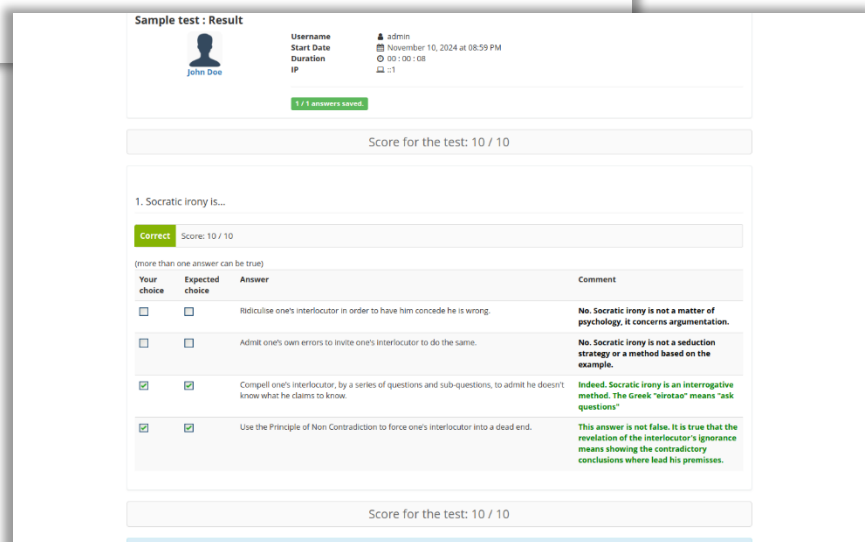 Sample test : Result
John Doe
Username admin
Start Date November 10, 2024 at 08:59 PM
Duration 00 : 00 : 08
IP ::1
1 / 1 answers saved.
Score for the test: 10 / 10
1. Socratic irony is...
Correct Score: 10 / 10
(more than one answer can be true)
Your choice Expected choice Answer Comment
Ridiculise one's interlocutor in order to have him concede he is wrong.
No. Socratic irony is not a matter of
psychology, it concerns argumentation.
Admit one's own errors to invite one's interlocutor to do the same.
No. Socratic irony is not a seduction
strategy or a method based on the
example.
Compell one's interlocutor, by a series of questions and sub-questions, to admit he doesn't
know what he claims to know.
Indeed. Socratic irony is an interrogative
method. The Greek "eirotao" means "ask
questions"
Use the Principle of Non Contradiction to force one's interlocutor into a dead end.
This answer is not false. It is true that the
revelation of the interlocutor's ignorance
means showing the contradictory
conclusions where lead his premisses.
Score for the test: 10 / 10